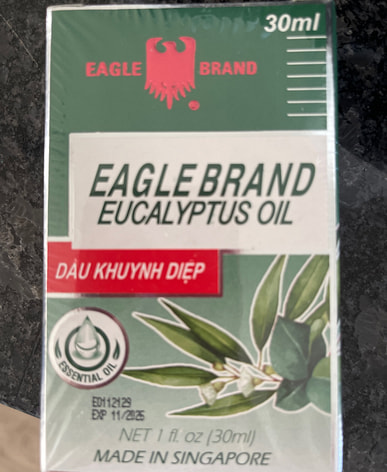 30ml
EAGLE BRAND
EAGLE BRAND
EUCALYPTUS OIL
DẦU KHUYNH DIỆP
ESSENTIAL OIL
ED112129
EXP 11/2026
NET 1 fl. oz (30ml)
MADE IN SINGAPORE